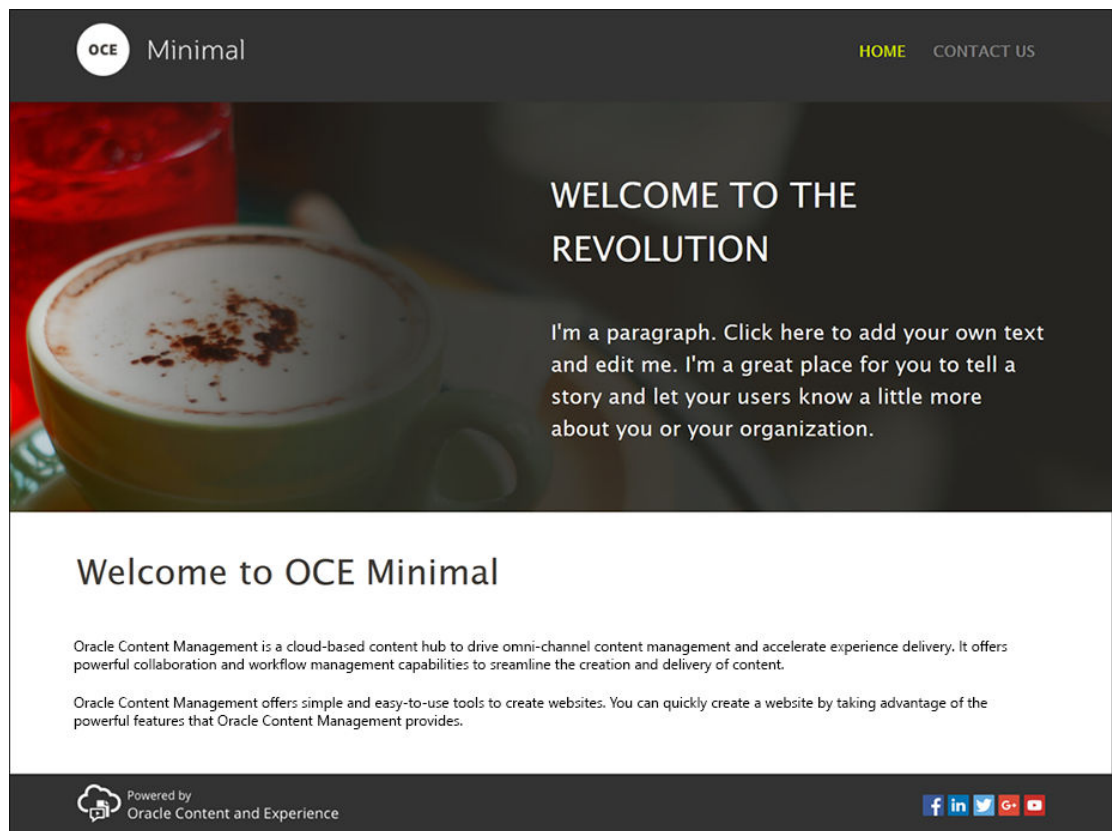 OCE Minimal
HOME CONTACT US
WELCOME TO THE
REVOLUTION
I'm a paragraph. Click here to add your own text
and edit me. I'm a great place for you to tell a
story and let your users know a little more
about you or your organization.
Welcome to OCE Minimal
Oracle Content Management is a cloud-based content hub to drive omni-channel content management and accelerate experience delivery. It offers
powerful collaboration and workflow management capabilities to sreamline the creation and delivery of content.
Oracle Content Management offers simple and easy-to-use tools to create websites. You can quickly create a website by taking advantage of the
powerful features that Oracle Content Management provides.
Powered by
Oracle Content and Experience
f in G+